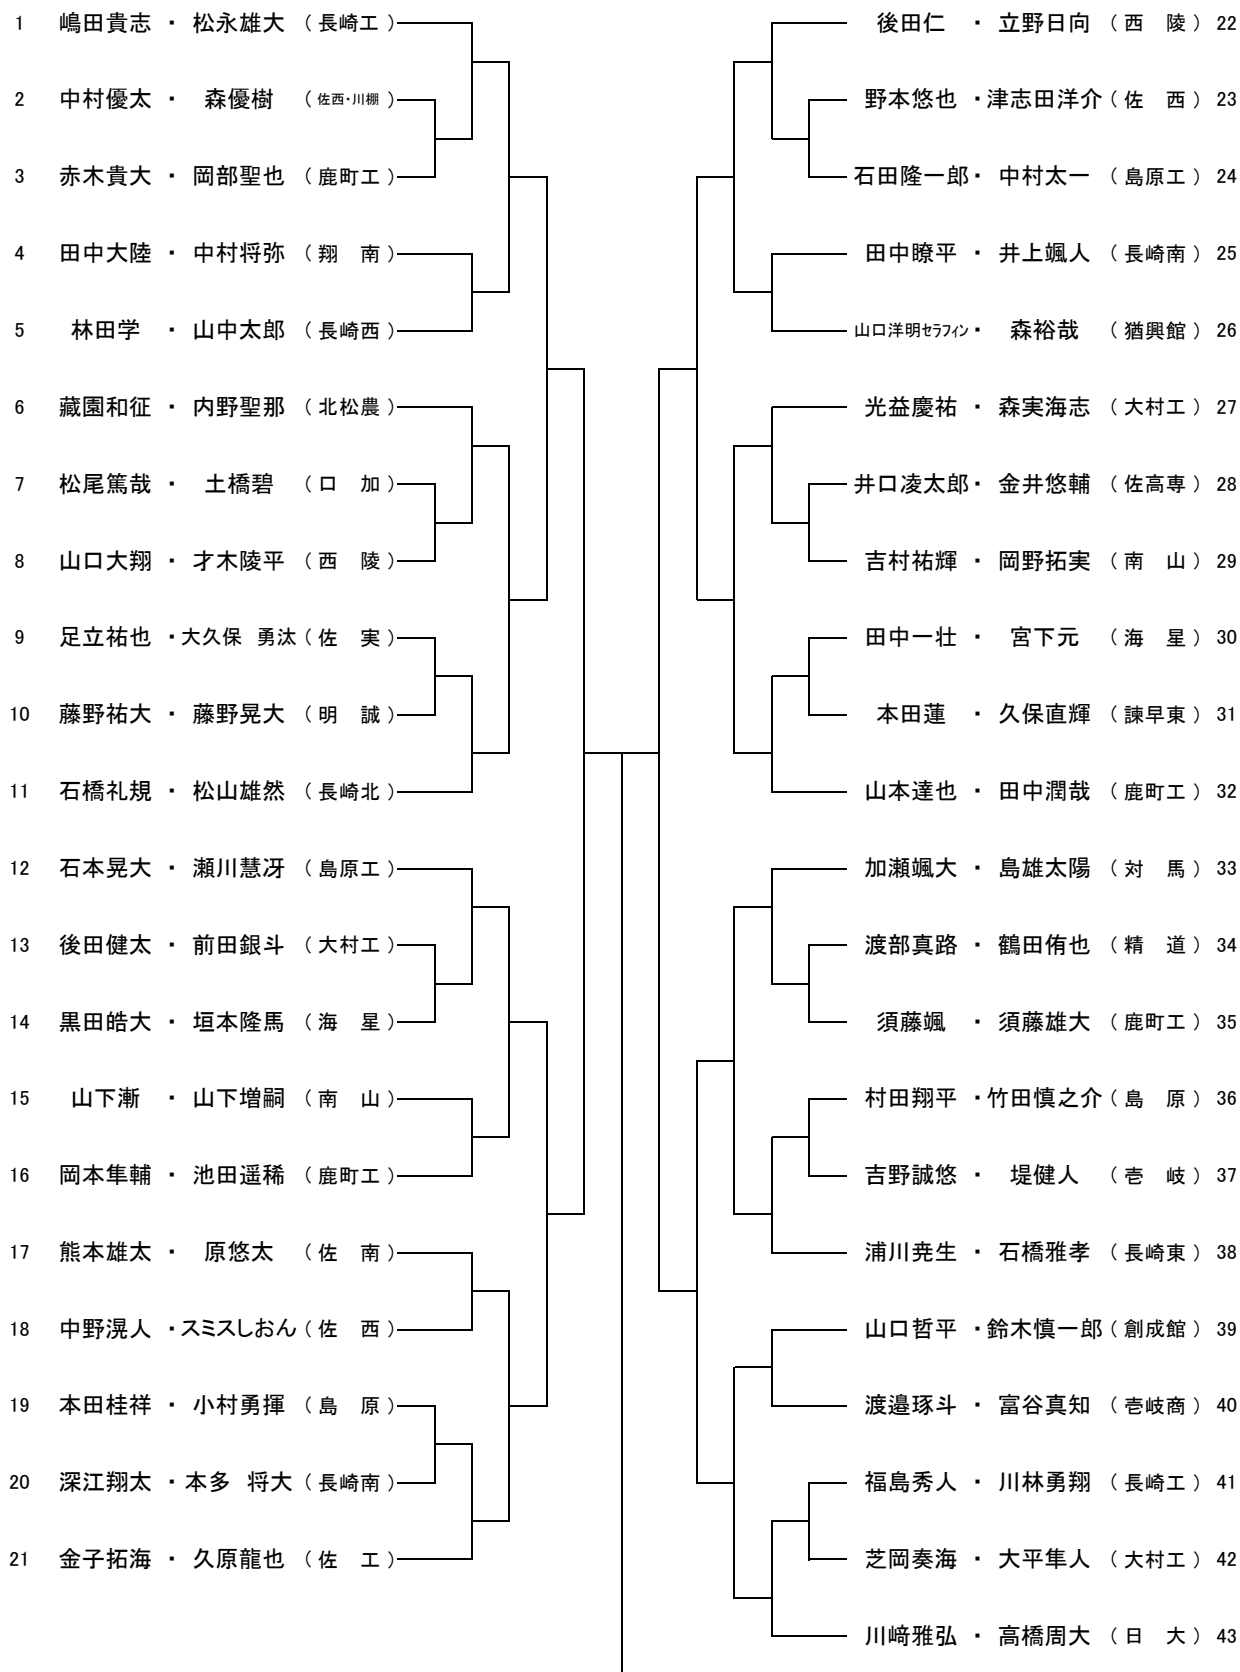 1 嶋田貴志 ・ 松永雄大 （ 長崎工 ）
2 中村優太 ・ 森優樹 （ 佐西・川棚 ）
3 赤木貴大 ・ 岡部聖也 （ 鹿町工 ）
4 田中大陸 ・ 中村将弥 （ 翔　南 ）
5 林田学 ・ 山中太郎 （ 長崎西 ）
6 藏園和征 ・ 内野聖那 （ 北松農 ）
7 松尾篤哉 ・ 土橋碧 （ 口　加 ）
8 山口大翔 ・ 才木陵平 （ 西　陵 ）
9 足立祐也 ・ 大久保　勇汰 （ 佐　実 ）
10 藤野祐大 ・ 藤野晃大 （ 明　誠 ）
11 石橋礼規 ・ 松山雄然 （ 長崎北 ）
12 石本晃大 ・ 瀬川慧冴 （ 島原工 ）
13 後田健太 ・ 前田銀斗 （ 大村工 ）
14 黒田皓大 ・ 垣本隆馬 （ 海　星 ）
15 山下漸 ・ 山下増嗣 （ 南　山 ）
16 岡本隼輔 ・ 池田遥稀 （ 鹿町工 ）
17 熊本雄太 ・ 原悠太 （ 佐　南 ）
18 中野滉人 ・ スミスしおん （ 佐　西 ）
19 本田桂祥 ・ 小村勇揮 （ 島　原 ）
20 深江翔太 ・ 本多　将大 （ 長崎南 ）
21 金子拓海 ・ 久原龍也 （ 佐　工 ）
後田仁 ・ 立野日向 （ 西　陵 ） 22
野本悠也 ・ 津志田洋介 （ 佐　西 ） 23
石田隆一郎 ・ 中村太一 （ 島原工 ） 24
田中瞭平 ・ 井上颯人 （ 長崎南 ） 25
山口洋明セラフィン ・ 森裕哉 （ 猶興館 ） 26
光益慶祐 ・ 森実海志 （ 大村工 ） 27
井口凌太郎 ・ 金井悠輔 （ 佐高専 ） 28
吉村祐輝 ・ 岡野拓実 （ 南　山 ） 29
田中一壮 ・ 宮下元 （ 海　星 ） 30
本田蓮 ・ 久保直輝 （ 諫早東 ） 31
山本達也 ・ 田中潤哉 （ 鹿町工 ） 32
加瀬颯大 ・ 島雄太陽 （ 対　馬 ） 33
渡部真路 ・ 鶴田侑也 （ 精　道 ） 34
須藤颯 ・ 須藤雄大 （ 鹿町工 ） 35
村田翔平 ・ 竹田慎之介 （ 島　原 ） 36
吉野誠悠 ・ 堤健人 （ 壱　岐 ） 37
浦川尭生 ・ 石橋雅孝 （ 長崎東 ） 38
山口哲平 ・ 鈴木慎一郎 （ 創成館 ） 39
渡邉琢斗 ・ 富谷真知 （ 壱岐商 ） 40
福島秀人 ・ 川林勇翔 （ 長崎工 ） 41
芝岡奏海 ・ 大平隼人 （ 大村工 ） 42
川﨑雅弘 ・ 高橋周大 （ 日　大 ） 43